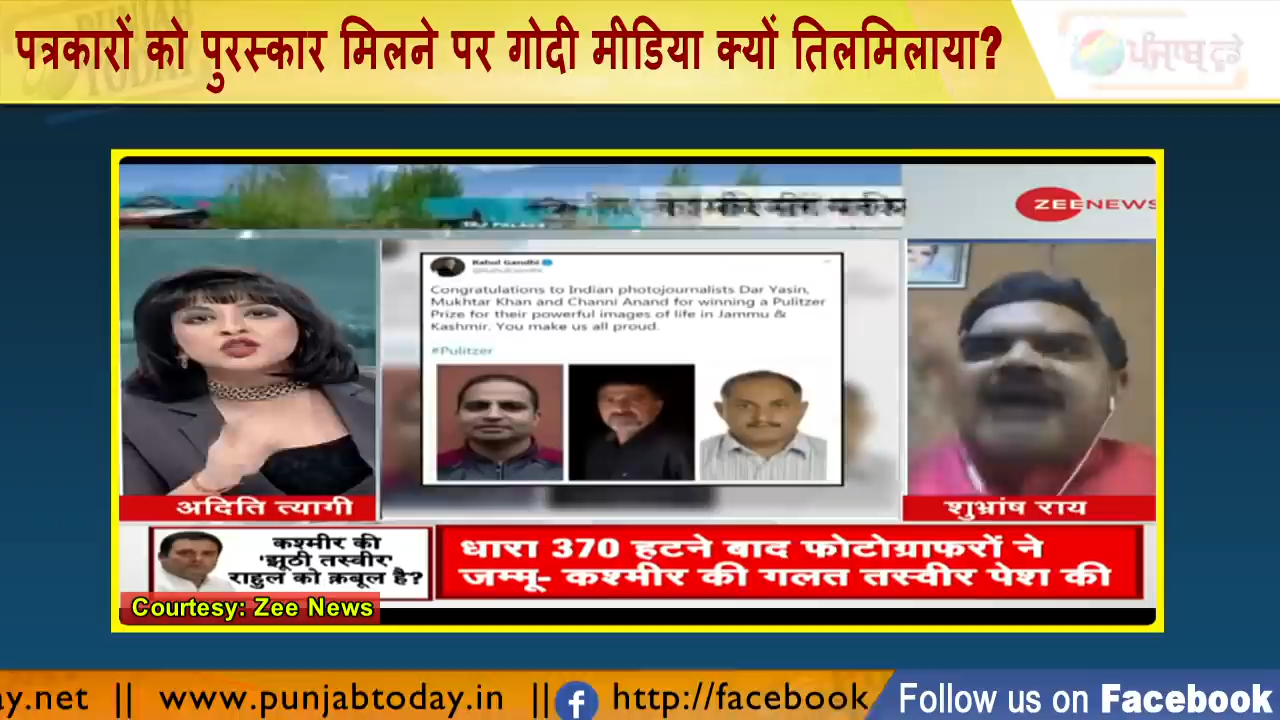 पत्रकारों को पुरस्कार मिलने पर गोदी मीडिया क्यों तिलमिलाया?
ਪੰਜਾਬ ਟੂਡੇ
ZEE NEWS
Rahul Gandhi
Congratulations to Indian photojournalists Dar Yasin,
Mukhtar Khan and Channi Anand for winning a Pulitzer
Prize for their powerful images of life in Jammu &
Kashmir. You make us all proud.
#Pulitzer
अदिति त्यागी
शुभ्रांष राय
कश्मीर की
'झूठी तस्वीर'
राहुल को क़बूल है?
धारा 370 हटने बाद फोटोग्राफरों ने
जम्मू- कश्मीर की गलत तस्वीर पेश की
Courtesy: Zee News
ay.net || www.punjabtoday.in || http://facebook
Follow us on Facebook